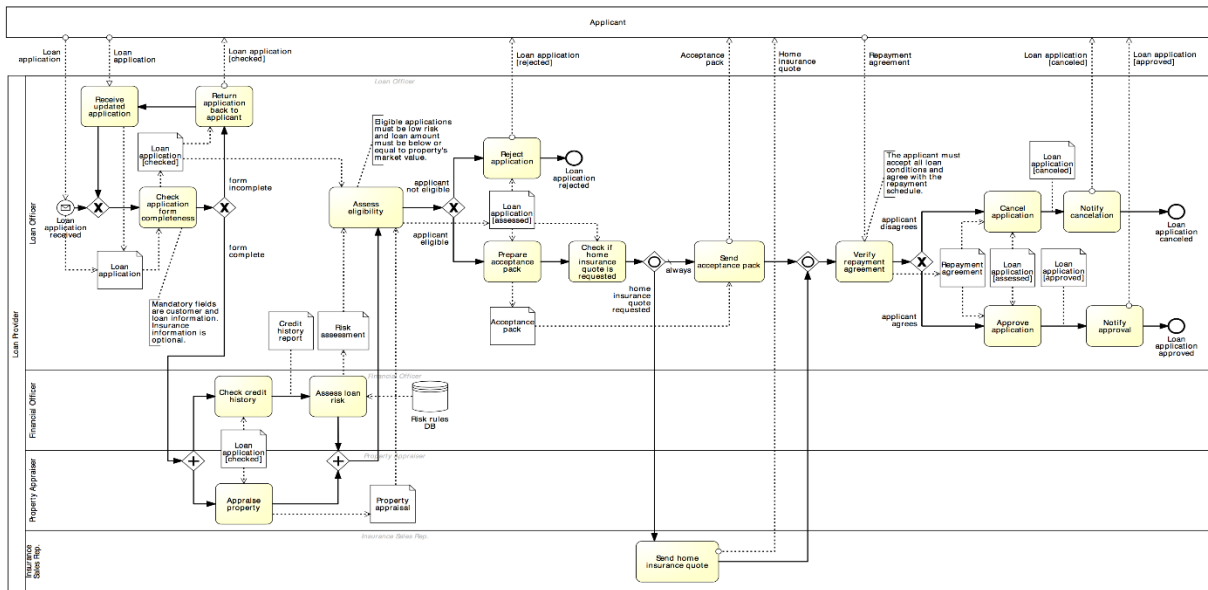 Applicant
Loan
application
Loan
application
Loan application
[checked]
Loan application
[rejected]
Acceptance
pack
Home
insurance
quote
Repayment
agreement
Loan application
[canceled]
Loan application
[approved]
Loan Provider
Loan Officer
Loan Officer
Receive
updated
application
Return
application
back to
applicant
Loan
application
[checked]
Loan
application
received
Check
application
form
completeness
form
incomplete
form
complete
Loan
application
Mandatory fields
are customer and
loan information.
Insurance
information is
optional.
Eligible applications
must be low risk
and loan amount
must be below or
equal to property's
market value.
Assess
eligibility
applicant
not eligible
applicant
eligible
Reject
application
Loan
application
rejected
Loan
application
[assessed]
Prepare
acceptance
pack
Acceptance
pack
Check if
home
insurance
quote is
requested
always
home
insurance
quote
requested
Send
acceptance pack
The applicant must
accept all loan
conditions and
agree with the
repayment
schedule.
Verify
repayment
agreement
applicant
disagrees
applicant
agrees
Repayment
agreement
Cancel
application
Loan
application
[canceled]
Notify
cancelation
Loan
application
canceled
Loan
application
[assessed]
Loan
application
[approved]
Approve
application
Notify
approval
Loan
application
approved
Credit
history
report
Risk
assessment
Financial Officer
Financial Officer
Check credit
history
Assess loan
risk
Risk rules
DB
Loan
application
[checked]
Property Appraiser
Property Appraiser
Appraise
property
Property
appraisal
Insurance
Sales Rep.
Insurance Sales Rep.
Send home
insurance quote